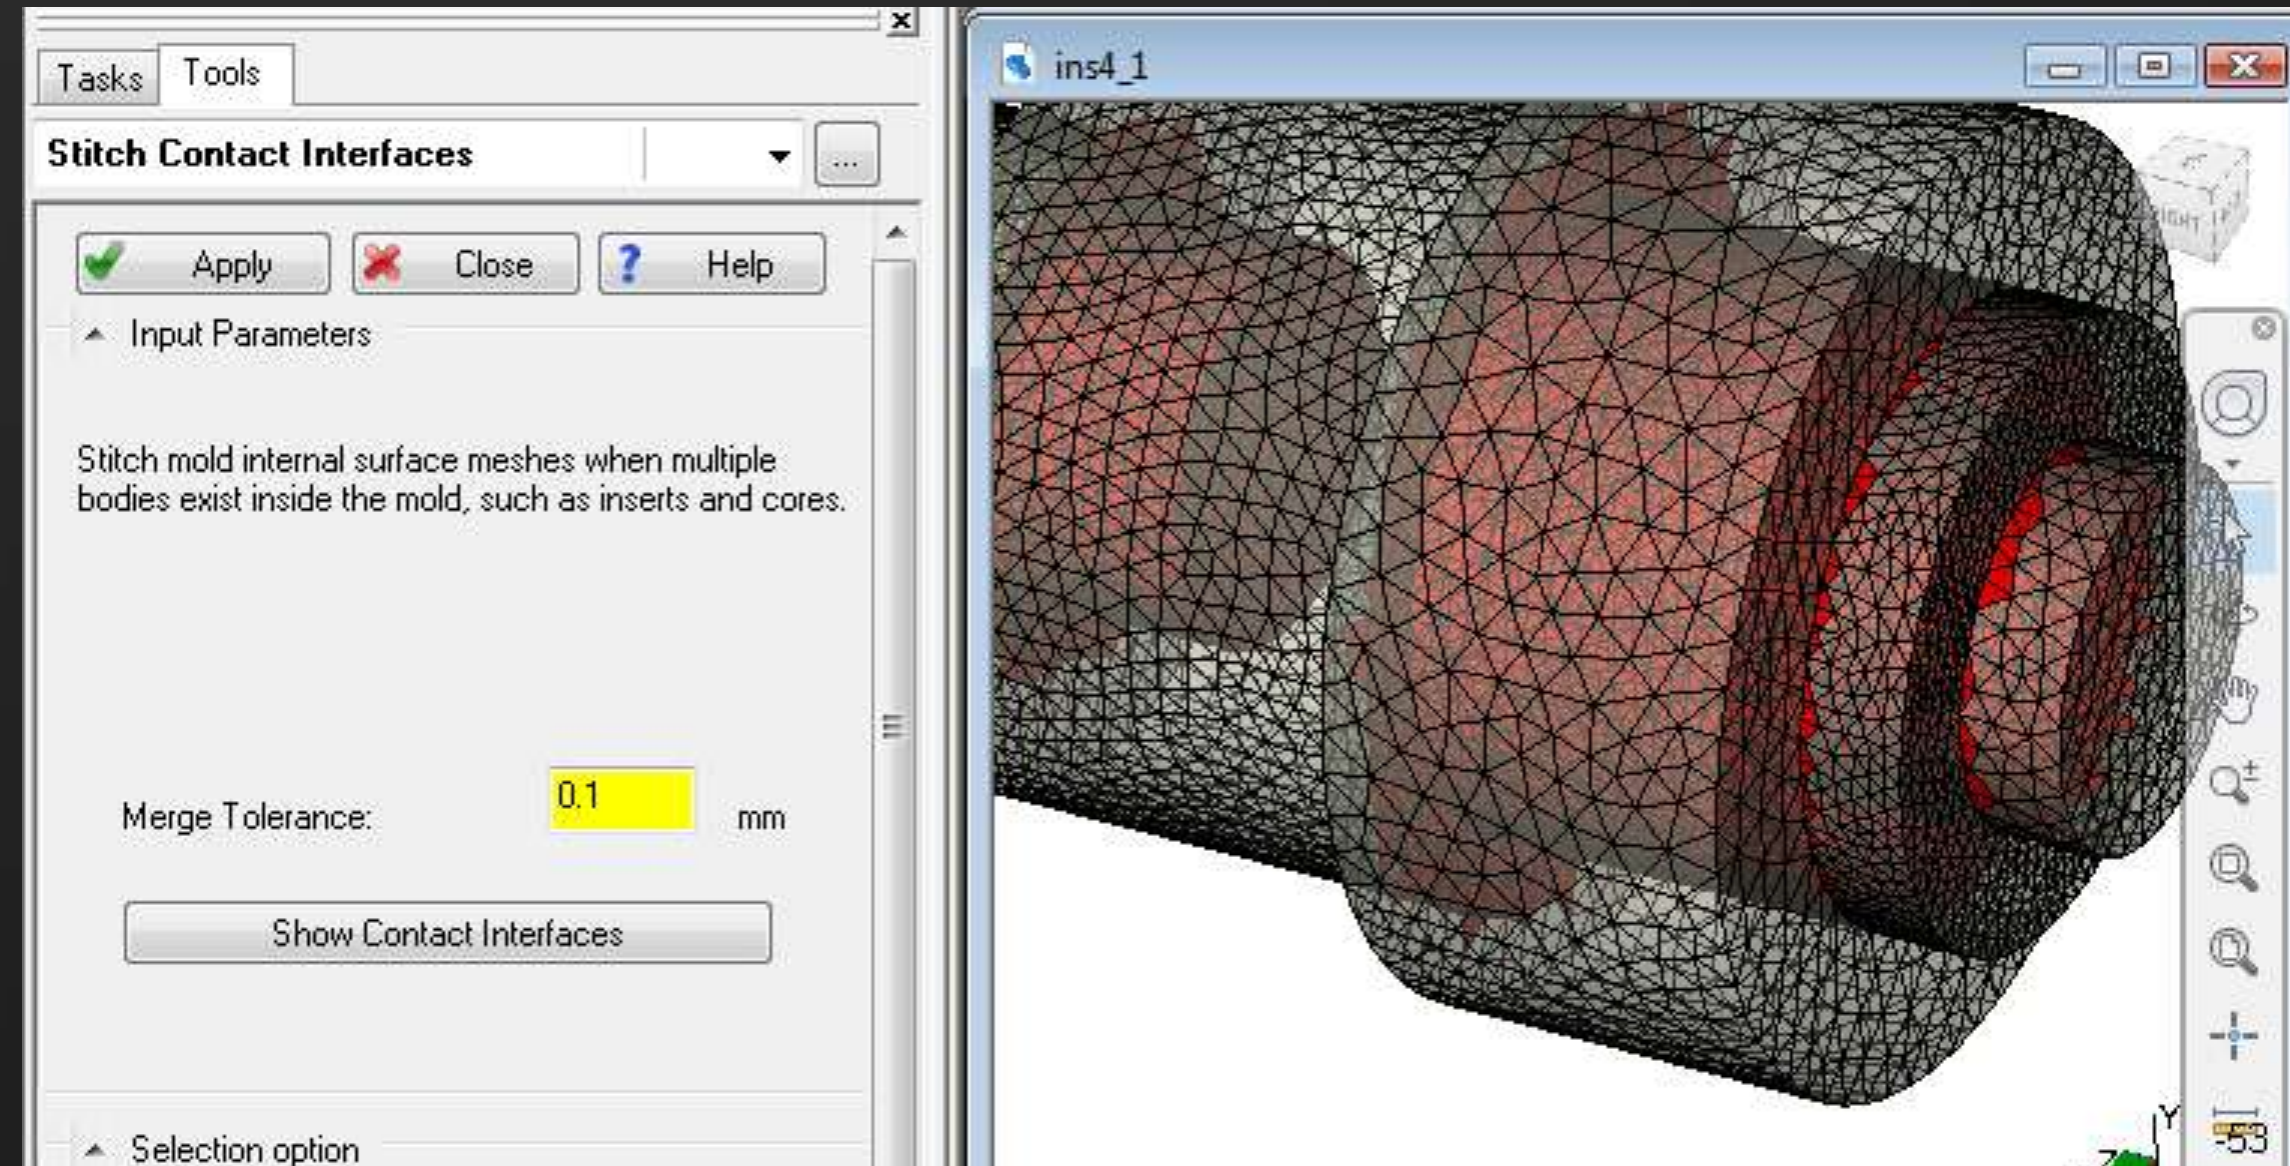 Tasks
Tools
Stitch Contact Interfaces
...
Apply
Close
? Help
Input Parameters
Stitch mold internal surface meshes when multiple
bodies exist inside the mold, such as inserts and cores.
Merge Tolerance:
0.1
mm
Show Contact Interfaces
Selection option
ins4_1
Y
Z
-53